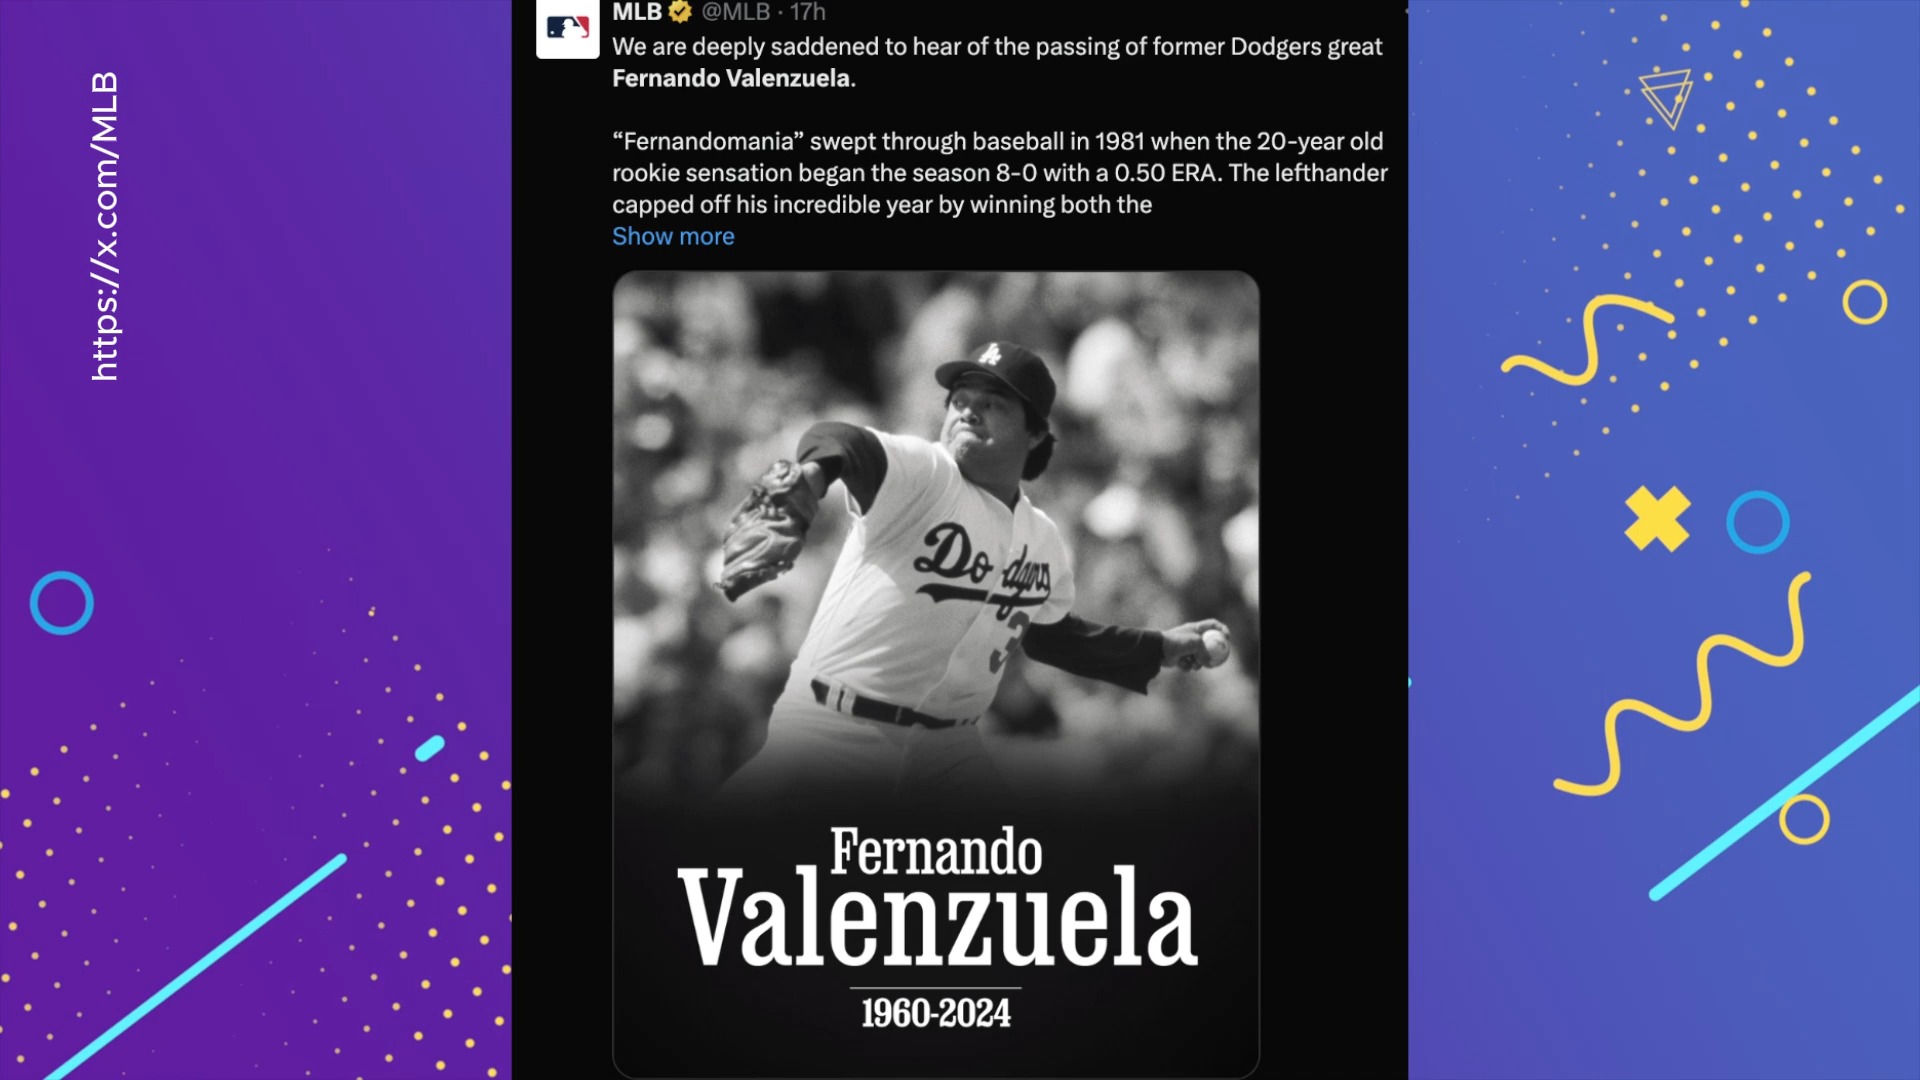 https://x.com/MLB
MLB @MLB · 17h
We are deeply saddened to hear of the passing of former Dodgers great
Fernando Valenzuela.
“Fernandomania” swept through baseball in 1981 when the 20-year old
rookie sensation began the season 8-0 with a 0.50 ERA. The lefthander
capped off his incredible year by winning both the
Show more
LA
Dodgers
3
Fernando
Valenzuela
1960-2024